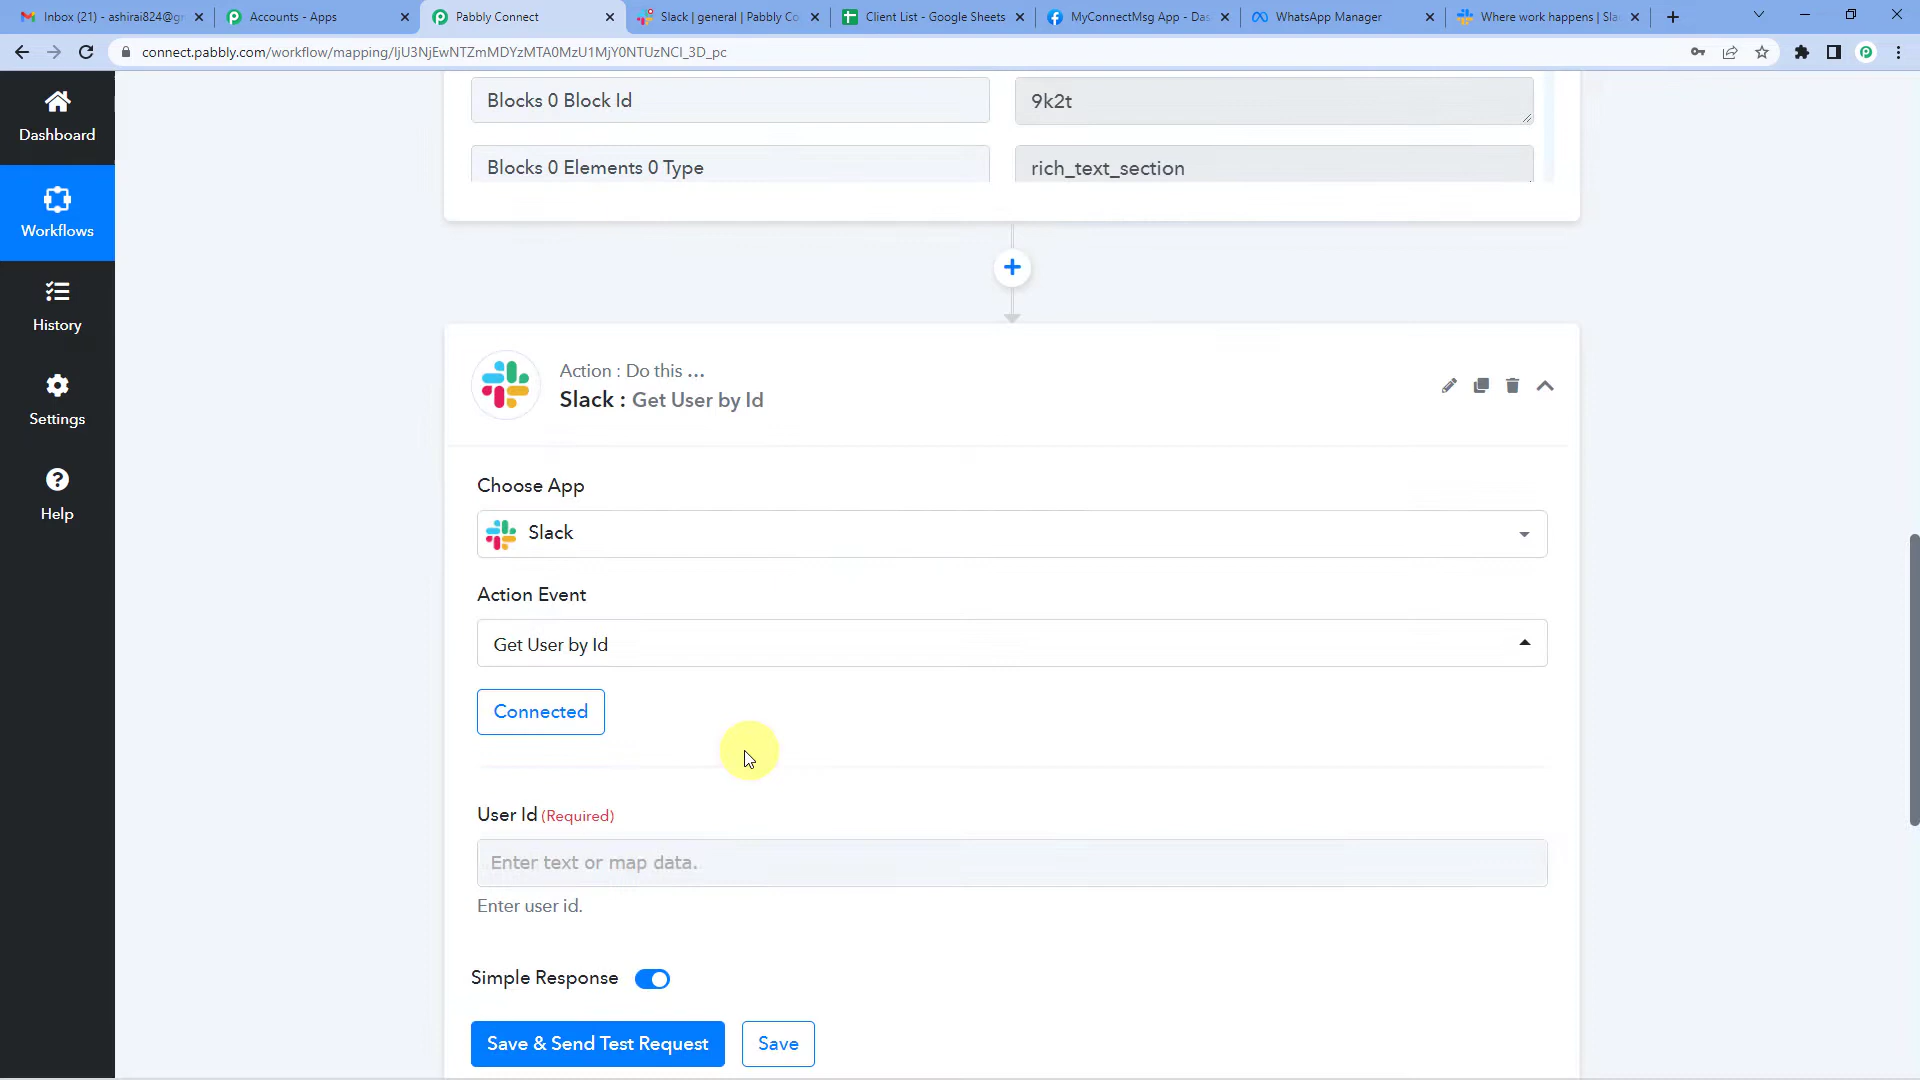 Inbox (21) - ashirai824@g
Accounts - Apps
Pabbly Connect
Slack | general | Pabbly Co
Client List - Google Sheets
MyConnectMsg App - Das
WhatsApp Manager
Where work happens | Sla
connect.pabbly.com/workflow/mapping/IjU3NjEwNTZmMDYzMTA0MzU1MjY0NTUzNCI_3D_pc
Dashboard
Workflows
History
Settings
Help
Blocks 0 Block Id
9k2t
Blocks 0 Elements 0 Type
rich_text_section
Action : Do this ...
Slack : Get User by Id
Choose App
Slack
Action Event
Get User by Id
Connected
User Id (Required)
Enter text or map data.
Enter user id.
Simple Response
Save & Send Test Request
Save